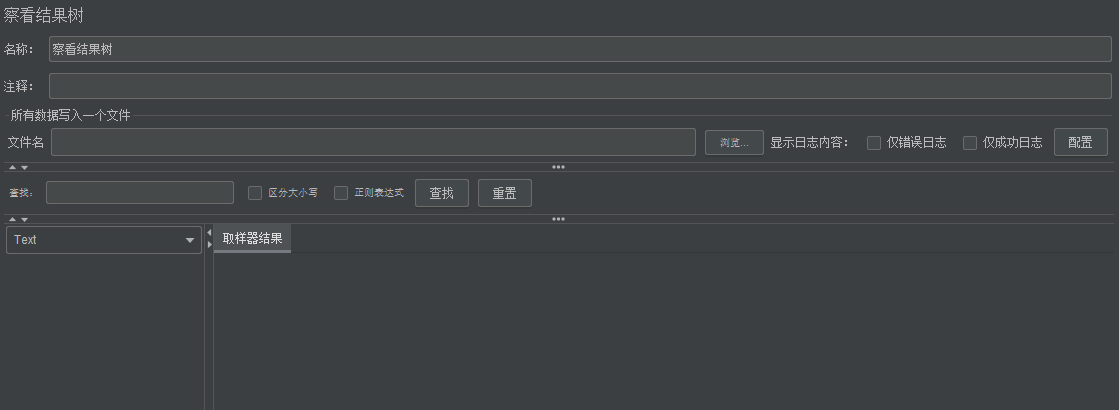 察看结果树
名称: 察看结果树
注释:
所有数据写入一个文件
文件名 浏览... 显示日志内容: 仅错误日志 仅成功日志 配置
查找: 区分大小写 正则表达式 查找 重置
Text 取样器结果